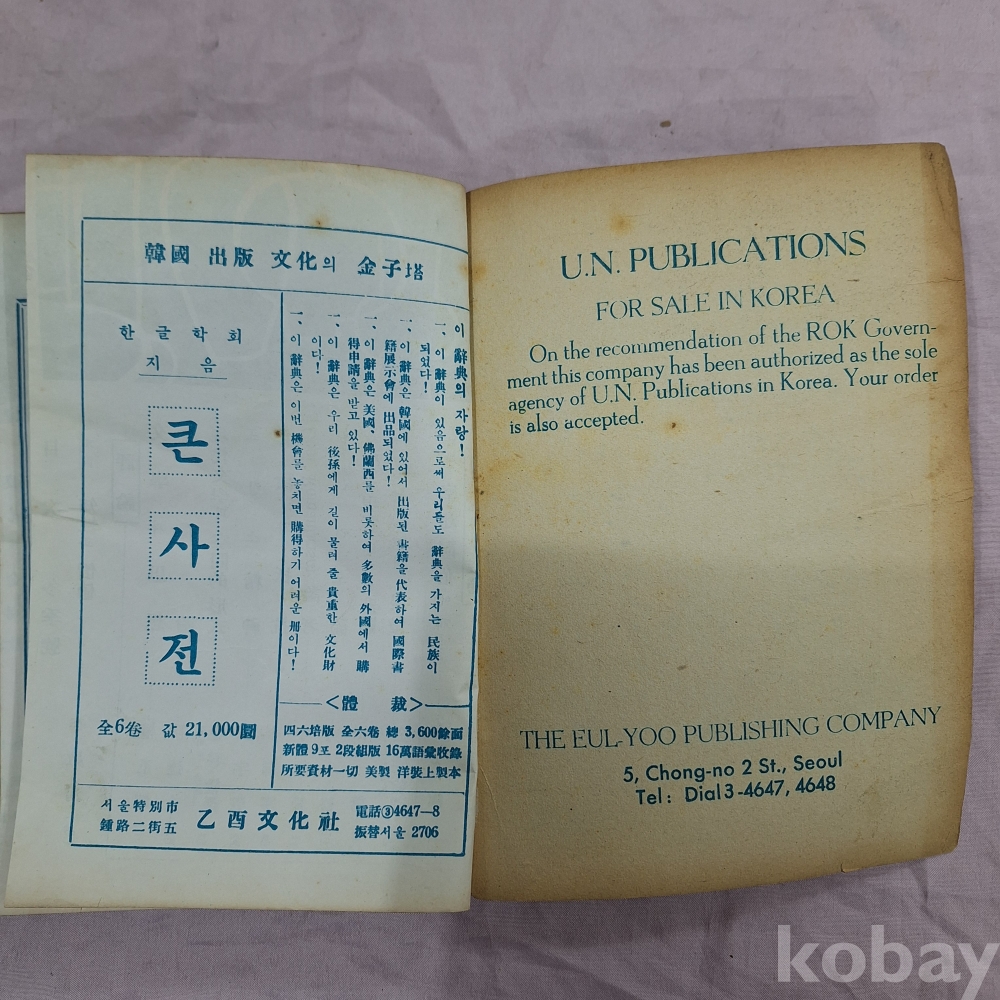 韓國 出版 文化의 金子塔
한글학회
지음
큰
사
전
全6卷 값 21,000圜
이 辭典의 자랑!
一、이 辭典이 있음으로써 우리들도 辭典을 가지는 民族이
되었다!
一、이 辭典은 韓國에 있어서 出版된 書籍을 代表하여 國際書
籍展示會에 出品되었다!
一、이 辭典은 美國、佛蘭西를 비롯하여 多數의 外國에서 購
得申請을 받고 있다!
一、이 辭典은 우리 後孫에게 길이 물려 줄 貴重한 文化財
이다!
一、이 辭典은 이번 機會를 놓치면 購得하기 어려운 册이다!
<體 裁>
四六培版 全六卷 總 3,600餘面
新體9포 2段組版 16萬語彙收錄
所要資材一切 美製 洋裝上製本
서울特別市
鍾路二街五
乙酉文化社
電話③4647—8
振替서울 2706
U.N. PUBLICATIONS
FOR SALE IN KOREA
On the recommendation of the ROK Govern-
ment this company has been authorized as the sole
agency of U.N. Publications in Korea. Your order
is also accepted.
THE EUL-YOO PUBLISHING COMPANY
5, Chong-no 2 St., Seoul
Tel: Dial 3-4647, 4648
kobay